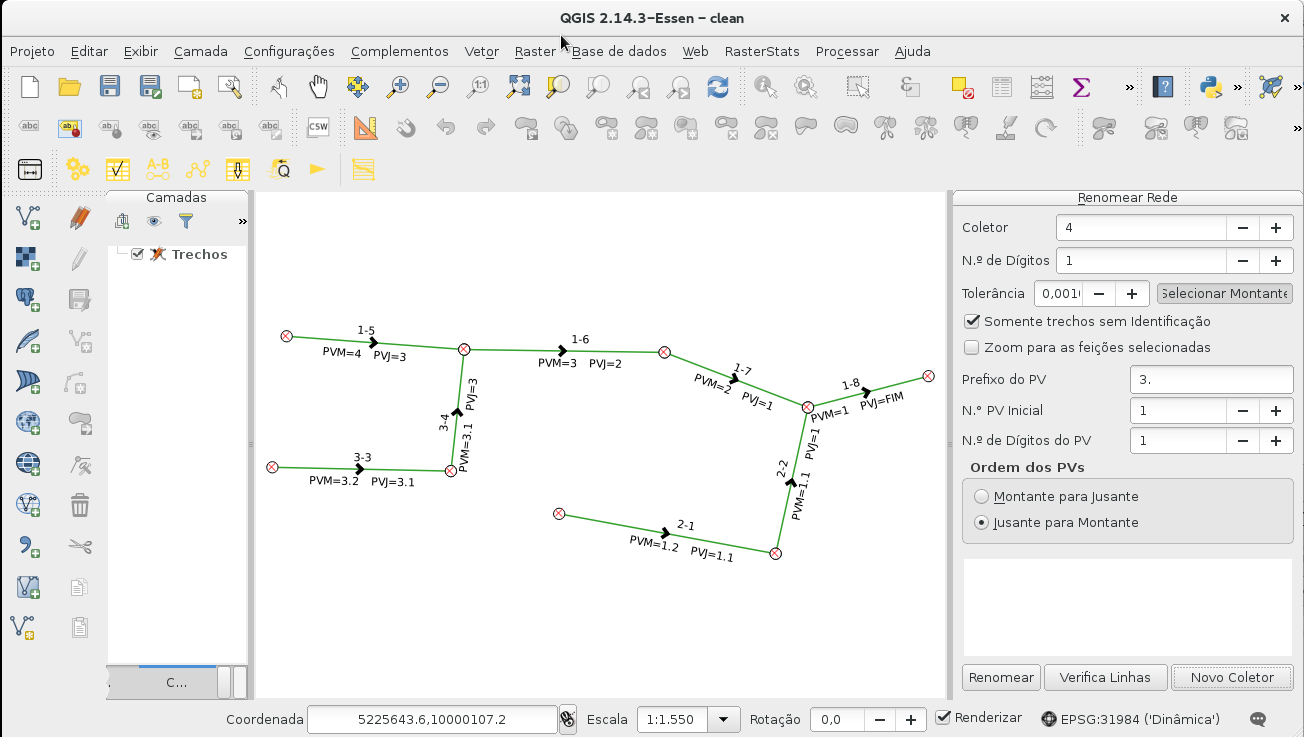 QGIS 2.14.3-Essen - clean
Projeto Editar Exibir Camada Configurações Complementos Vetor Raster Base de dados Web RasterStats Processar Ajuda
1:1
ε
Σ
?
abc ab abc abc abc abc abc CSW
A-B Q
Camadas
Trechos
C...
1-5
PVM=4 PVJ=3
1-6
PVM=3 PVJ=2
1-7
PVM=2 PVJ=1
1-8
PVM=1 PVJ=FIM
3-4
PVM=3.1 PVJ=3
3-3
PVM=3.2 PVJ=3.1
2-2
PVM=1.1 PVJ=1
2-1
PVM=1.2 PVJ=1.1
Renomear Rede
Coletor 4
N.º de Dígitos 1
Tolerância 0,001 Selecionar Montante
Somente trechos sem Identificação
Zoom para as feições selecionadas
Prefixo do PV 3.
N.° PV Inicial 1
N.º de Dígitos do PV 1
Ordem dos PVs
Montante para Jusante
Jusante para Montante
Renomear Verifica Linhas Novo Coletor
Coordenada 5225643.6,10000107.2 Escala 1:1.550 Rotação 0,0 Renderizar EPSG:31984 ('Dinâmica')